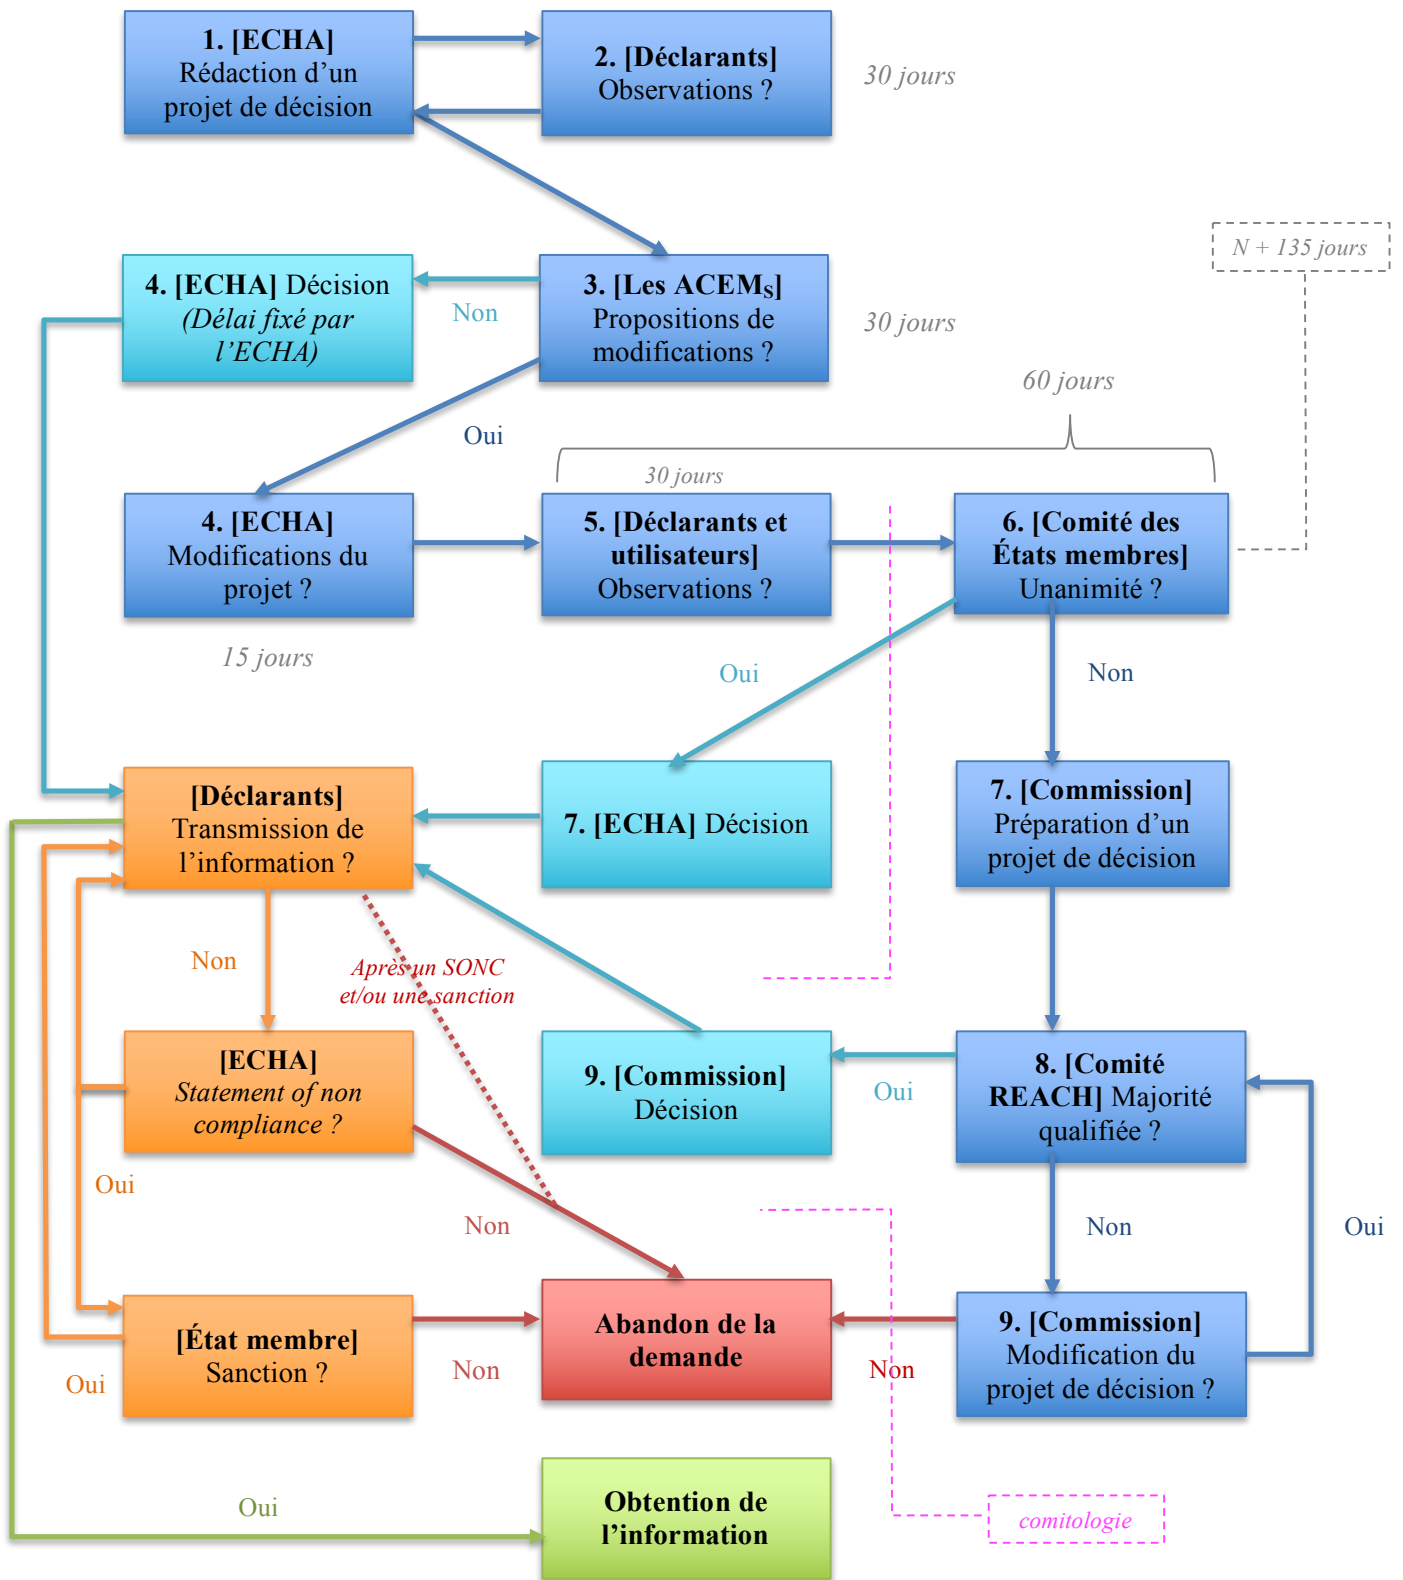 1. [ECHA]
Rédaction d’un
projet de décision
2. [Déclarants]
Observations ?
30 jours
N + 135 jours
4. [ECHA] Décision
(Délai fixé par
l’ECHA)
Non
3. [Les ACEMS]
Propositions de
modifications ?
30 jours
60 jours
Oui
30 jours
4. [ECHA]
Modifications du
projet ?
5. [Déclarants et
utilisateurs]
Observations ?
6. [Comité des
États membres]
Unanimité ?
15 jours
Oui
Non
[Déclarants]
Transmission de
l’information ?
7. [ECHA] Décision
7. [Commission]
Préparation d’un
projet de décision
Non
Après un SONC
et/ou une sanction
[ECHA]
Statement of non
compliance ?
9. [Commission]
Décision
Oui
8. [Comité
REACH] Majorité
qualifiée ?
Oui
Non
Non
Oui
[État membre]
Sanction ?
Oui
Non
Abandon de la
demande
Non
9. [Commission]
Modification du
projet de décision ?
Oui
Obtention de
l’information
comitologie